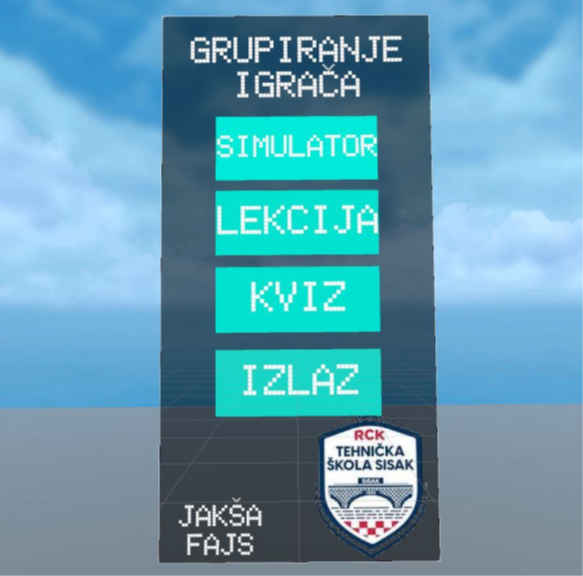 GRUPIRANJE
IGRAČA
SIMULATOR
LEKCIJA
KVIZ
IZLAZ
RCK
TEHNIČKA
ŠKOLA SISAK
SISAK
JAKŠA
FAJS